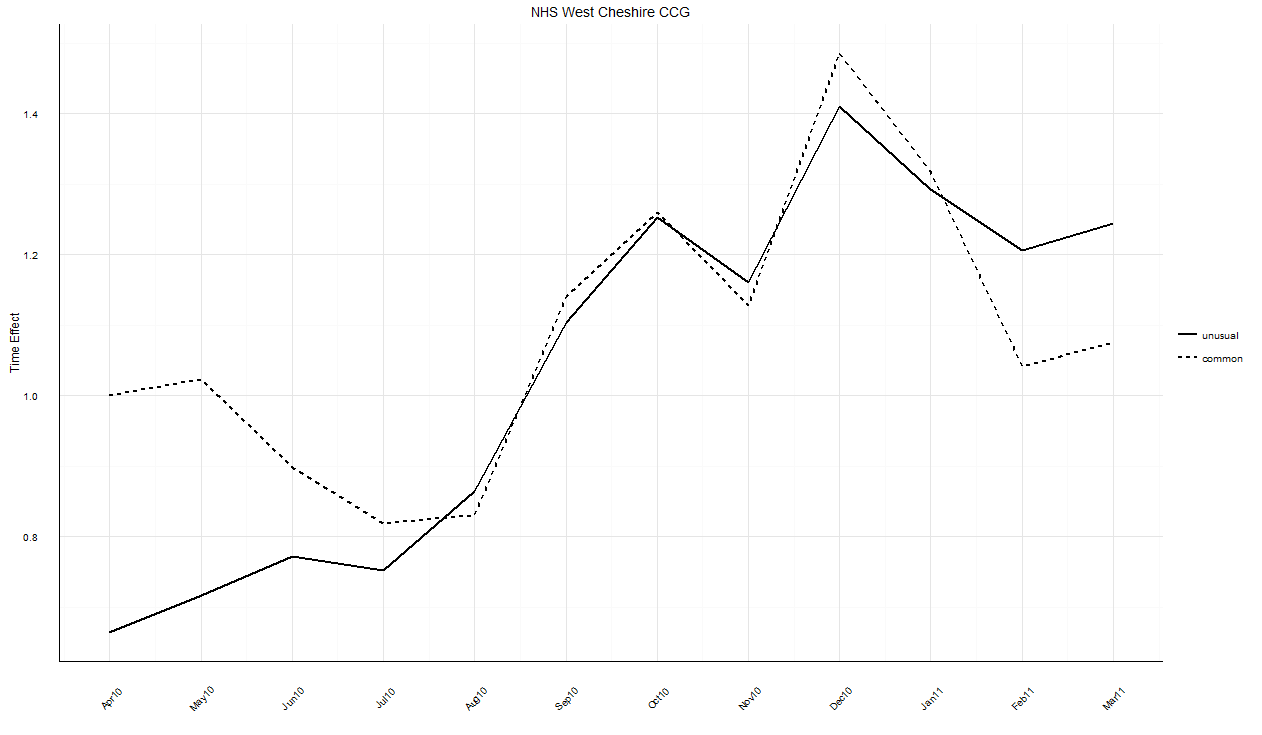 NHS West Cheshire CCG
Time Effect
1.4
1.2
1.0
0.8
Apr10
May10
Jun10
Jul10
Aug10
Sep10
Oct10
Nov10
Dec10
Jan11
Feb11
Mar11
unusual
common